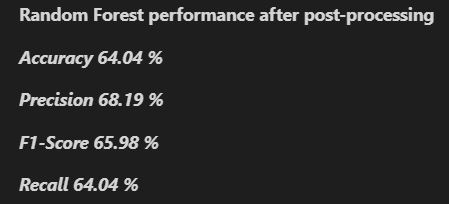 Random Forest performance after post-processing
Accuracy 64.04 %
Precision 68.19 %
F1-Score 65.98 %
Recall 64.04 %